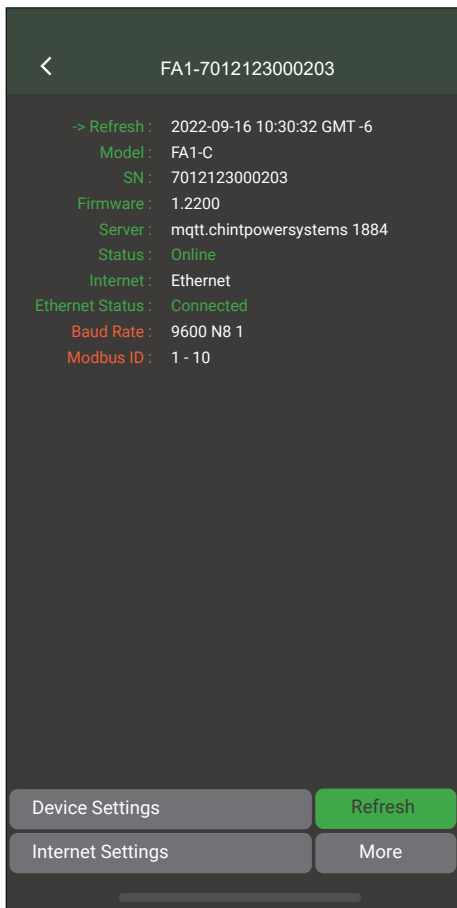 FA1-7012123000203
-> Refresh : 2022-09-16 10:30:32 GMT -6
Model : FA1-C
SN : 7012123000203
Firmware : 1.2200
Server : mqtt.chintpowersystems 1884
Status : Online
Internet : Ethernet
Ethernet Status : Connected
Baud Rate : 9600 N8 1
Modbus ID : 1 - 10
Device Settings Refresh
Internet Settings More